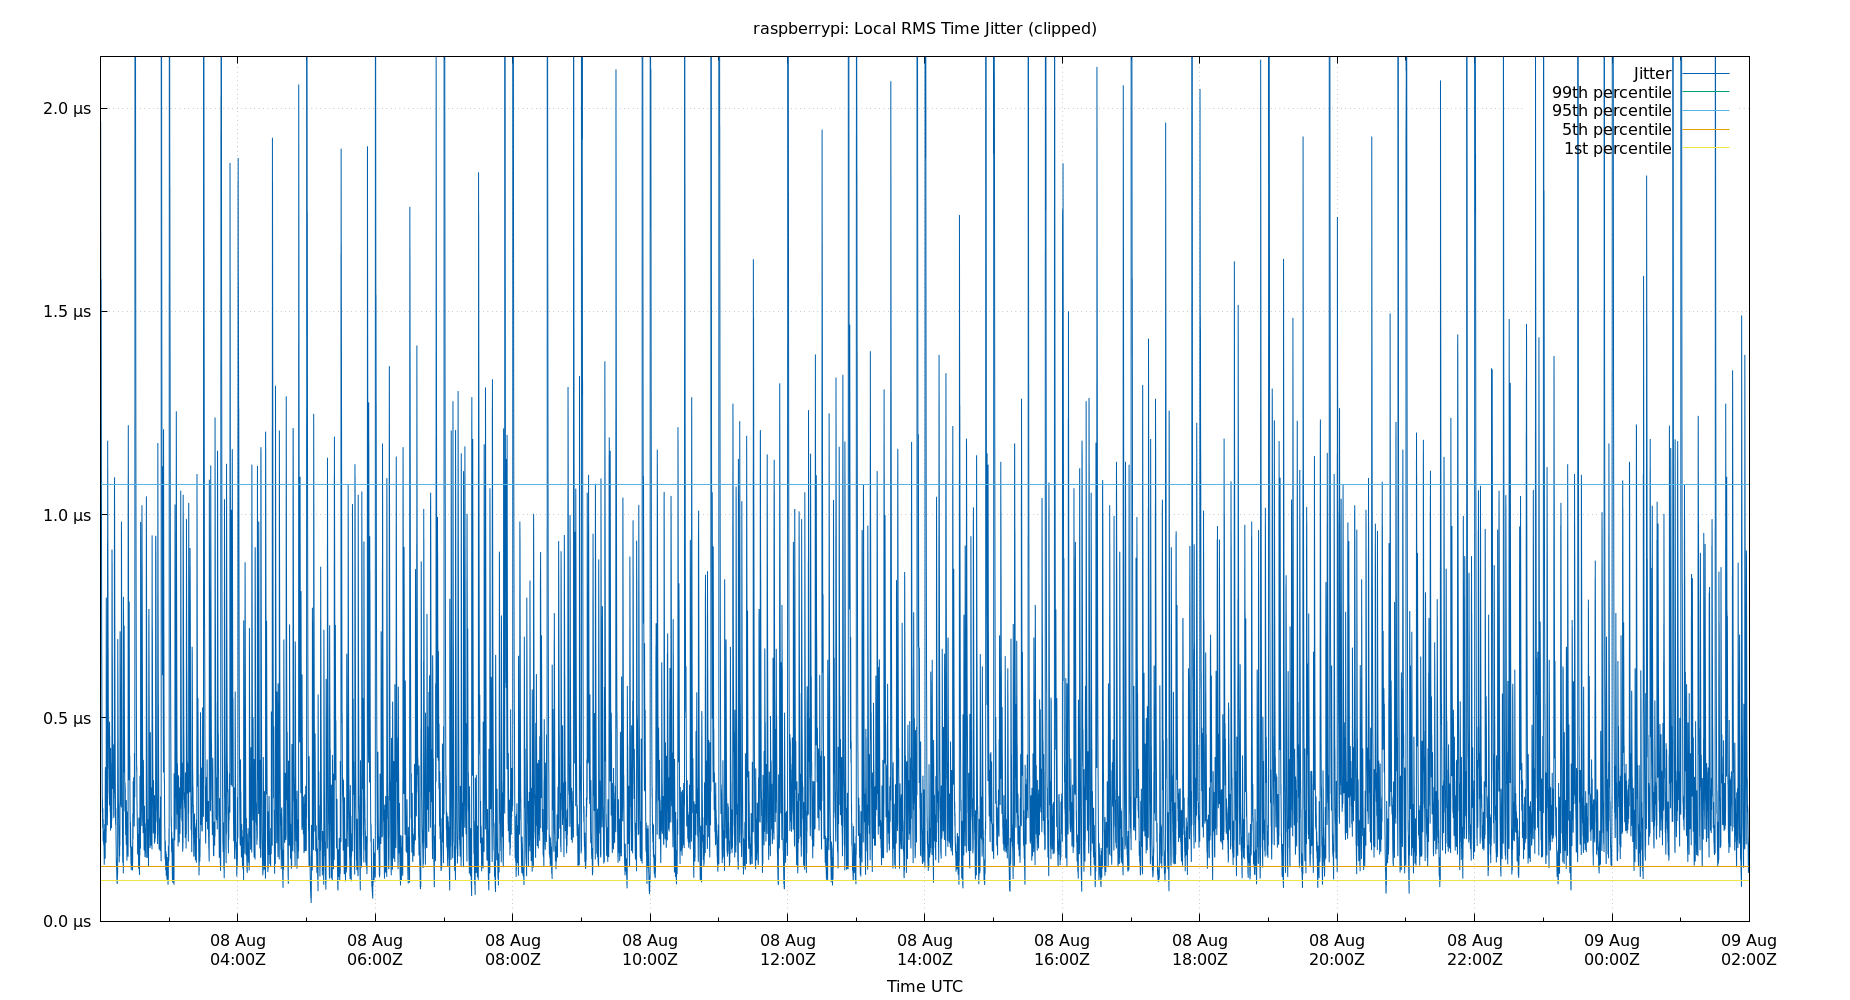 raspberrypi: Local RMS Time Jitter (clipped)
Jitter
99th percentile
95th percentile
5th percentile
1st percentile
2.0 µs
1.5 µs
1.0 µs
0.5 µs
0.0 µs
08 Aug 08 Aug 08 Aug 08 Aug 08 Aug 08 Aug 08 Aug 08 Aug 08 Aug 08 Aug 09 Aug 09 Aug
04:00Z 06:00Z 08:00Z 10:00Z 12:00Z 14:00Z 16:00Z 18:00Z 20:00Z 22:00Z 00:00Z 02:00Z
Time UTC